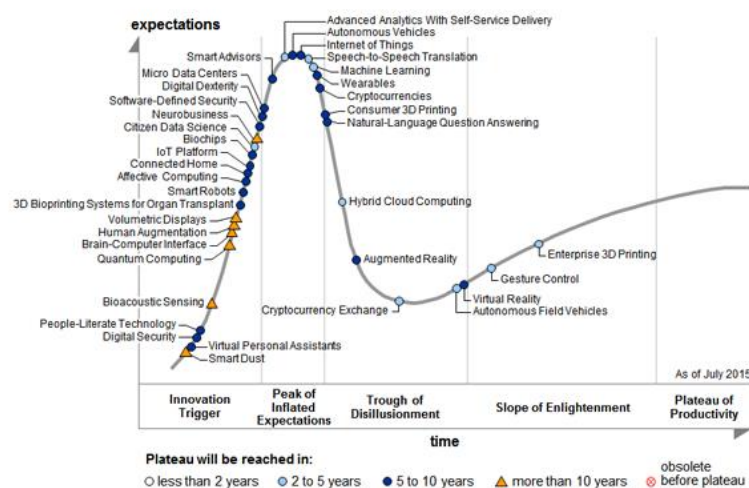 expectations
Advanced Analytics With Self-Service Delivery
Autonomous Vehicles
Internet of Things
Speech-to-Speech Translation
Machine Learning
Wearables
Cryptocurrencies
Consumer 3D Printing
Natural-Language Question Answering
Smart Advisors
Micro Data Centers
Digital Dexterity
Software-Defined Security
Neurobusiness
Citizen Data Science
Biochips
IoT Platform
Connected Home
Affective Computing
Smart Robots
3D Bioprinting Systems for Organ Transplant
Volumetric Displays
Human Augmentation
Brain-Computer Interface
Quantum Computing
Bioacoustic Sensing
People-Literate Technology
Digital Security
Virtual Personal Assistants
Smart Dust
Hybrid Cloud Computing
Augmented Reality
Cryptocurrency Exchange
Enterprise 3D Printing
Gesture Control
Virtual Reality
Autonomous Field Vehicles
As of July 2015
Innovation
Trigger
Peak of
Inflated
Expectations
Trough of
Disillusionment
Slope of Enlightenment
Plateau of
Productivity
time
Plateau will be reached in:
less than 2 years
2 to 5 years
5 to 10 years
more than 10 years
obsolete
before plateau